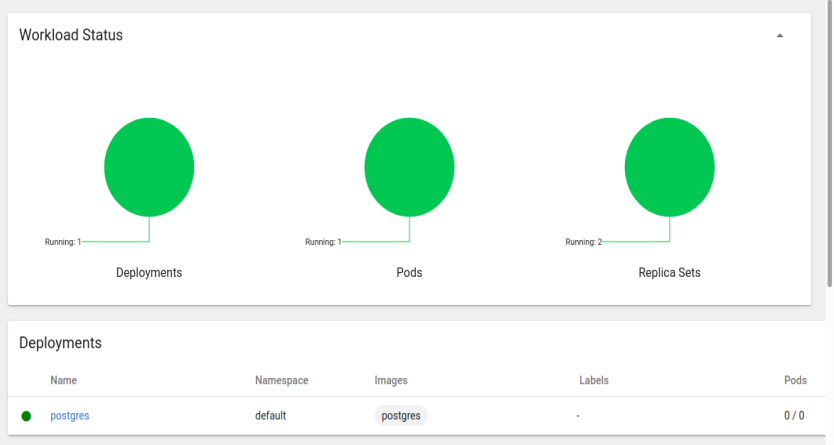 Workload Status
Running: 1 Running: 1 Running: 2
Deployments Pods Replica Sets
Deployments
Name Namespace Images Labels Pods
postgres default postgres - 0 / 0